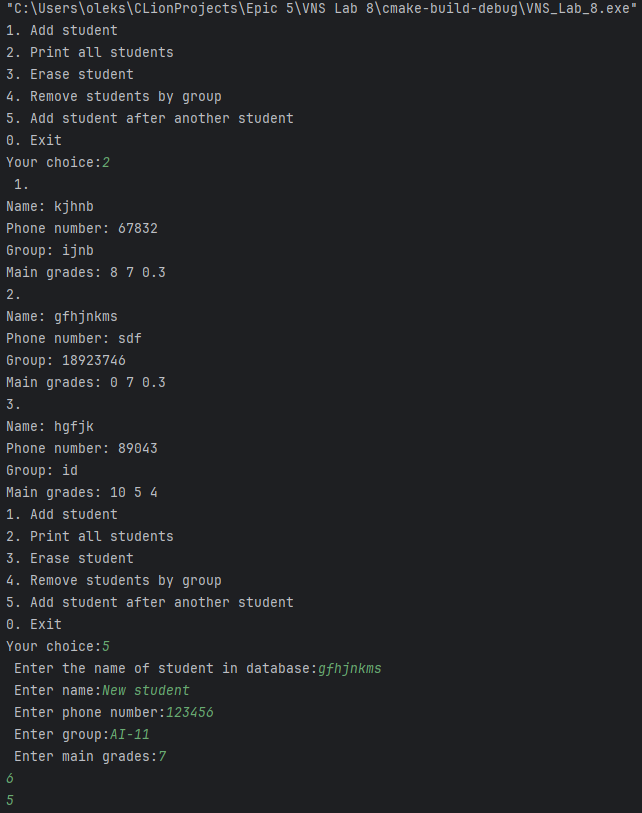 "C:\Users\oleks\CLionProjects\Epic 5\VNS Lab 8\cmake-build-debug\VNS_Lab_8.exe"
1. Add student
2. Print all students
3. Erase student
4. Remove students by group
5. Add student after another student
0. Exit
Your choice:2
1.
Name: kjhnb
Phone number: 67832
Group: ijnb
Main grades: 8 7 0.3
2.
Name: gfhjnkms
Phone number: sdf
Group: 18923746
Main grades: 0 7 0.3
3.
Name: hgfjk
Phone number: 89043
Group: id
Main grades: 10 5 4
1. Add student
2. Print all students
3. Erase student
4. Remove students by group
5. Add student after another student
0. Exit
Your choice:5
Enter the name of student in database:gfhjnkms
Enter name:New student
Enter phone number:123456
Enter group:AI-11
Enter main grades:7
6
5